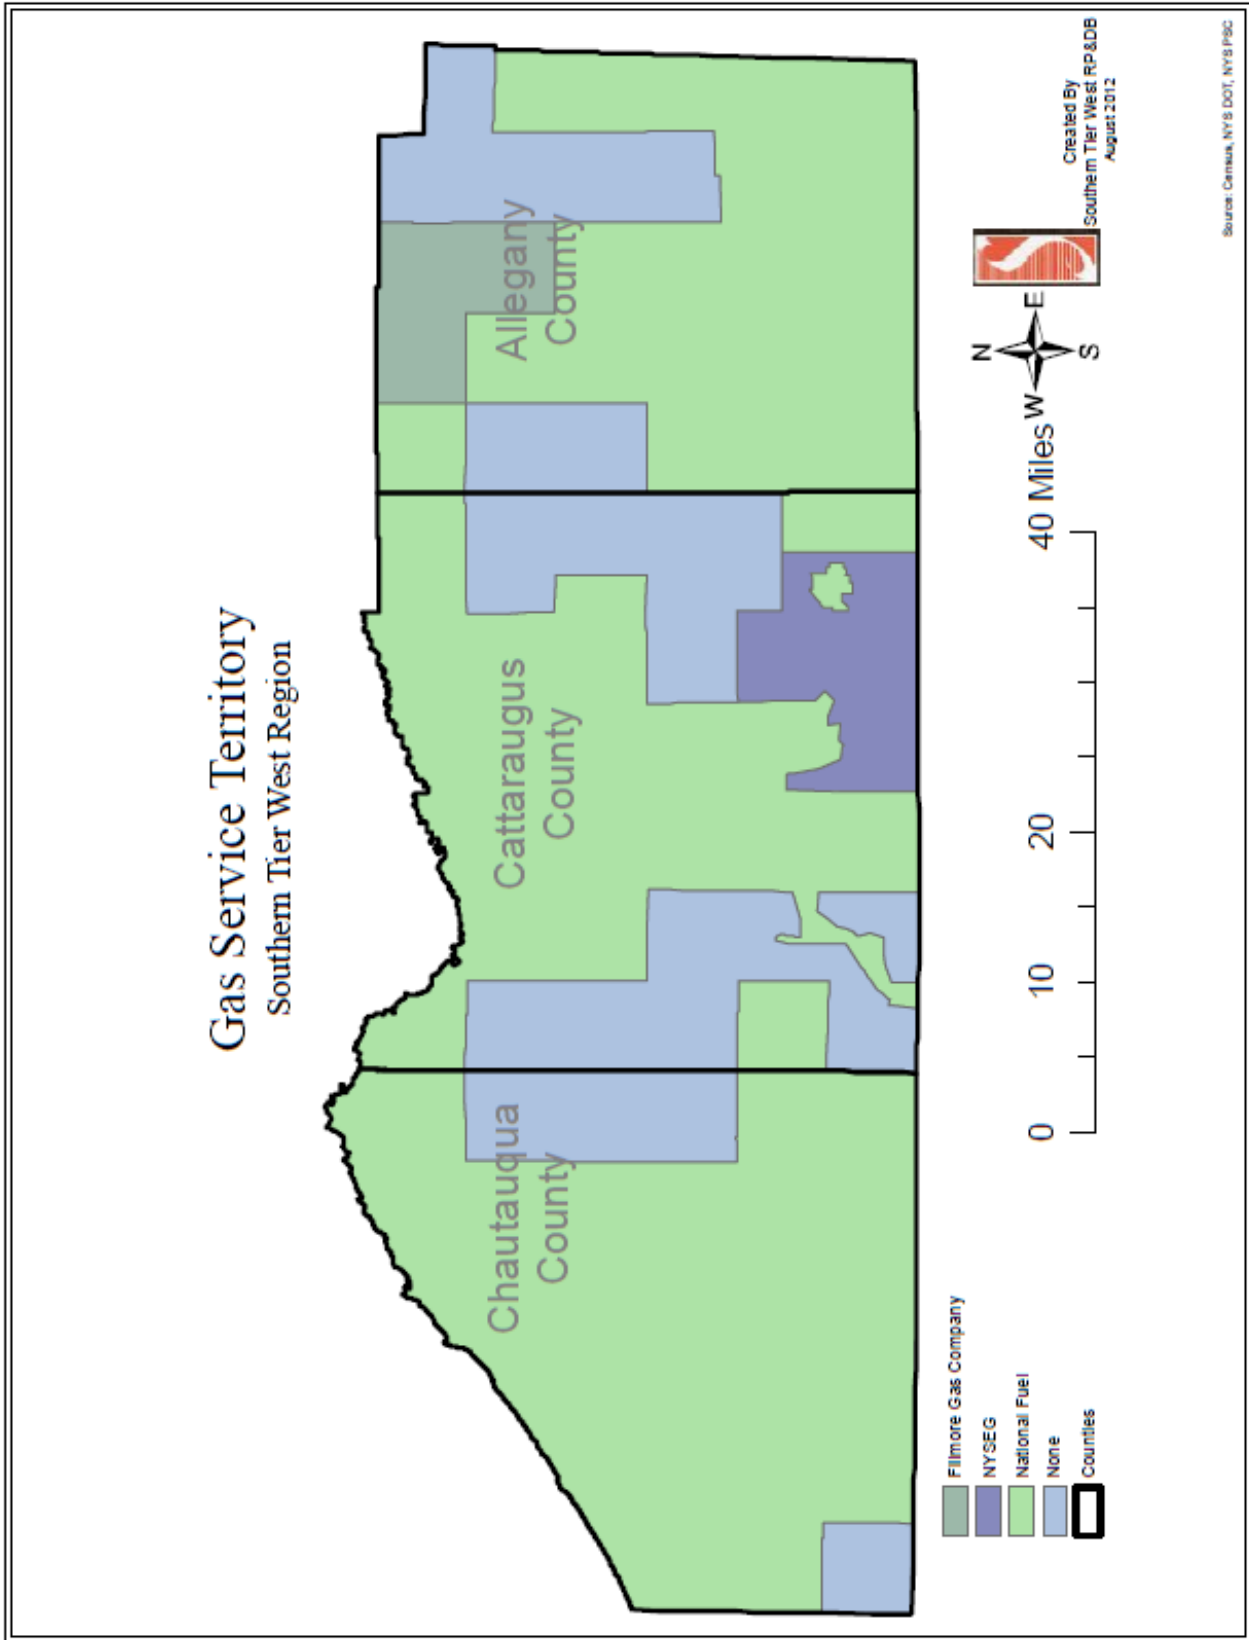 Gas Service Territory
Southern Tier West Region
Chautauqua
County
Cattaraugus
County
Allegany
County
Fillmore Gas Company
NYSEG
National Fuel
None
Counties
0
10
20
40 Miles
N
W
E
S
Created By
Southern Tier West RP&DB
August 2012
Source: Census, NYS DOT, NYS PSC